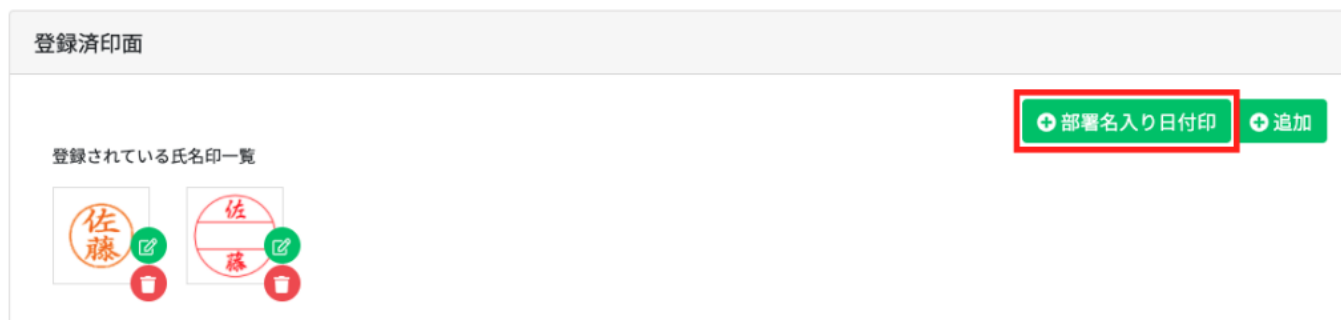 登録済印面
部署名入り日付印
追加
登録されている氏名印一覧
佐藤
佐藤